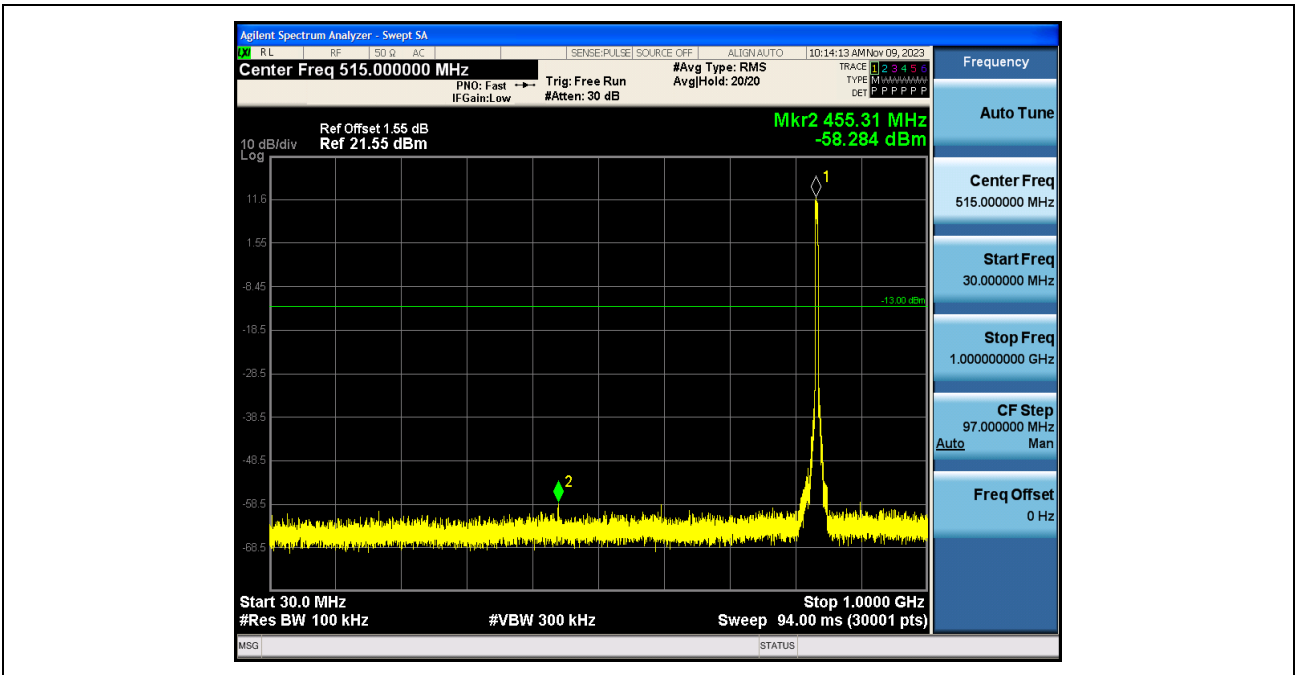 Agilent Spectrum Analyzer - Swept SA
RL RF 50 Ω AC SENSE:PULSE SOURCE OFF ALIGN AUTO 10:14:13 AM Nov 09, 2023
Center Freq 515.000000 MHz
PNO: Fast
IFGain:Low
Trig: Free Run
#Atten: 30 dB
#Avg Type: RMS
Avg|Hold: 20/20
TRACE 1 2 3 4 5 6
TYPE M
DET P P P P P P
Mkr2 455.31 MHz
-58.284 dBm
Ref Offset 1.55 dB
10 dB/div Ref 21.55 dBm
Log
1
11.6
1.55
-8.45
-13.00 dBm
-18.5
-28.5
-38.5
-48.5
2
-58.5
-68.5
Start 30.0 MHz Stop 1.0000 GHz
#Res BW 100 kHz #VBW 300 kHz Sweep 94.00 ms (30001 pts)
MSG STATUS
Frequency
Auto Tune
Center Freq
515.000000 MHz
Start Freq
30.000000 MHz
Stop Freq
1.000000000 GHz
CF Step
97.000000 MHz
Auto Man
Freq Offset
0 Hz